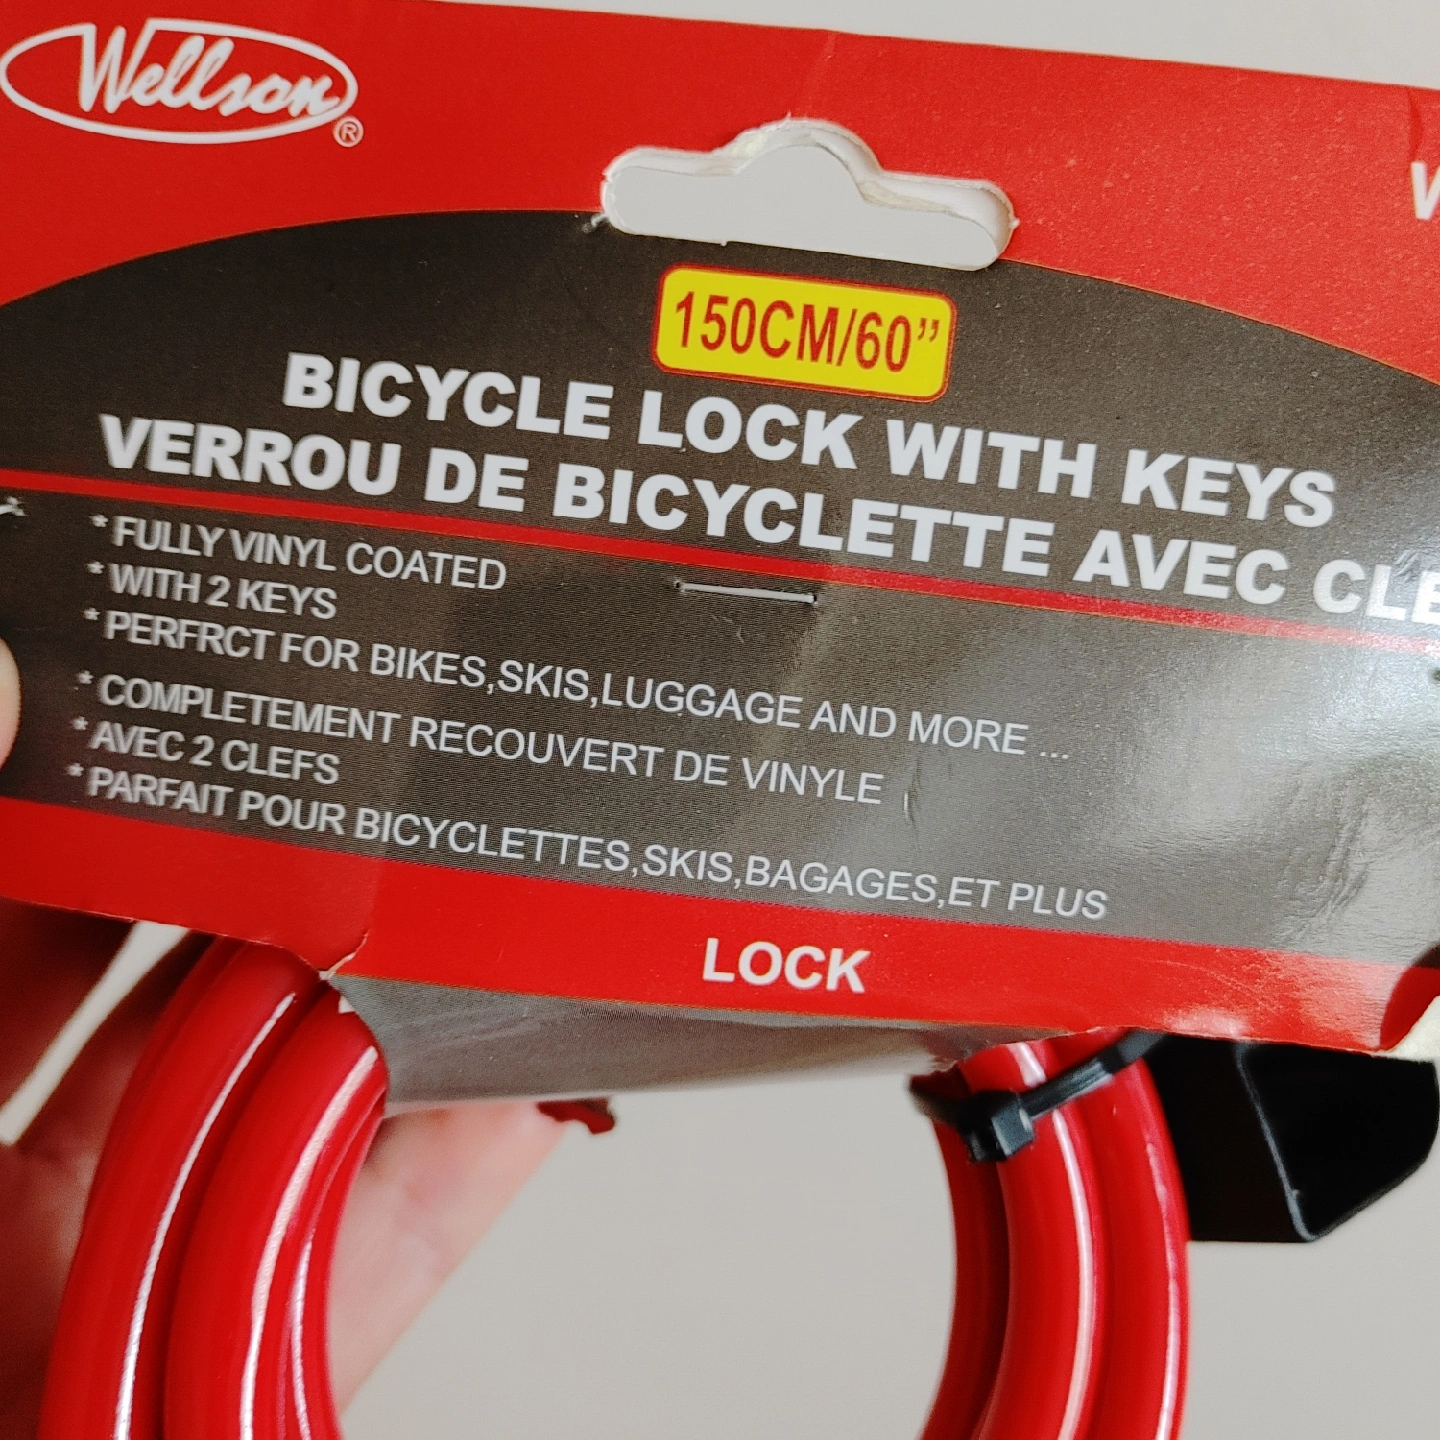 Wellson®
150CM/60”
BICYCLE LOCK WITH KEYS
VERROU DE BICYCLETTE AVEC
* FULLY VINYL COATED
* WITH 2 KEYS
* PERFRCT FOR BIKES,SKIS,LUGGAGE AND MORE ...
* COMPLETEMENT RECOUVERT DE VINYLE
* AVEC 2 CLEFS
* PARFAIT POUR BICYCLETTES,SKIS,BAGAGES,ET PLUS
LOCK